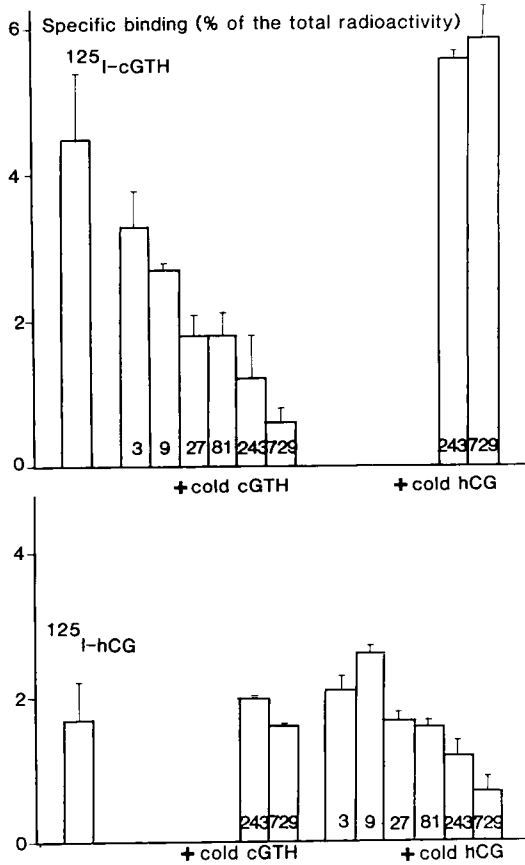 Specific binding (% of the total radioactivity)
6
125I-cGTH
4
2
0
3 9 27 81 243 729 243 729
+ cold cGTH + cold hCG
4
125I-hCG
2
0
243 729 3 9 27 81 243 729
+ cold cGTH + cold hCG